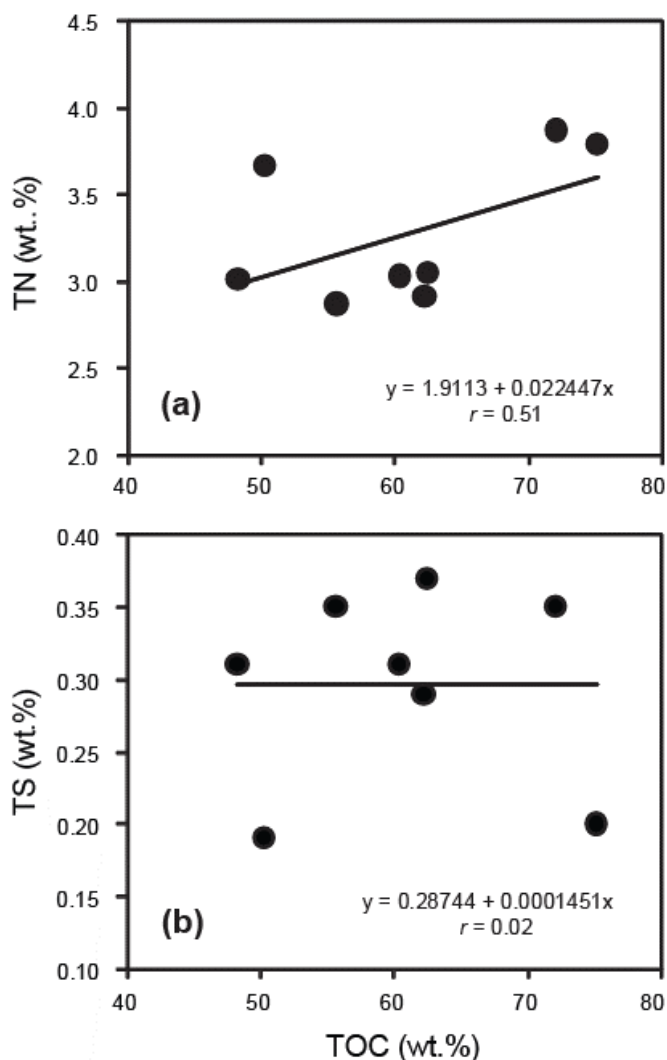 4.5
4.0
3.5
3.0
2.5
2.0
TN (wt..%)
(a)
y = 1.9113 + 0.022447x
r = 0.51
40 50 60 70 80
0.40
0.35
0.30
0.25
0.20
0.15
0.10
TS (wt.%)
(b)
y = 0.28744 + 0.0001451x
r = 0.02
40 50 60 70 80
TOC (wt.%)